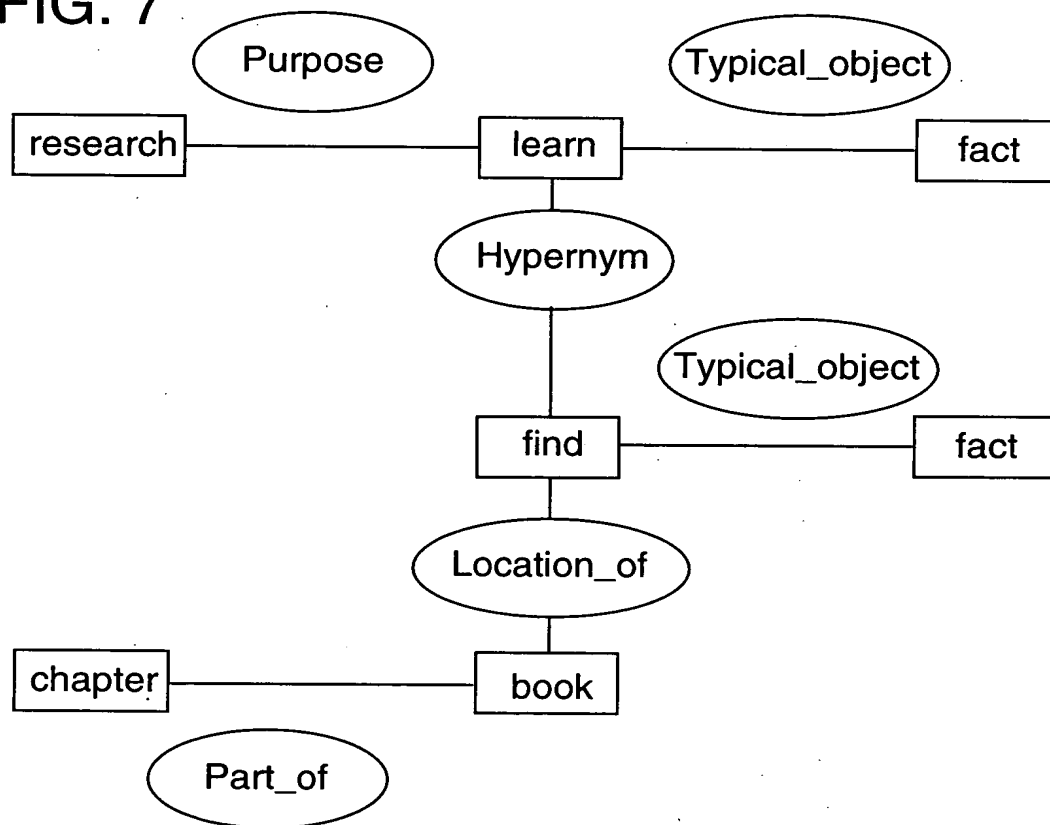 FIG. 7
Purpose
Typical_object
research
learn
fact
Hypernym
Typical_object
find
fact
Location_of
chapter
book
Part_of